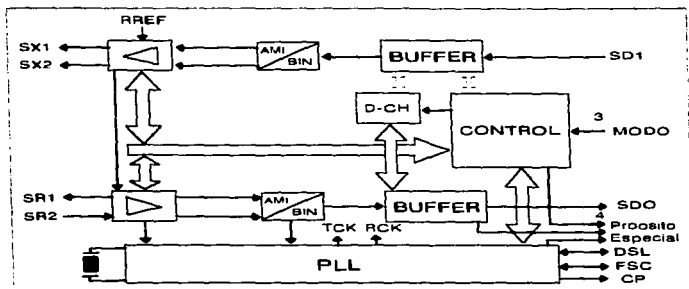 RREF
SX1
SX2
AMI
BIN
BUFFER
SD1
D-CH
CONTROL
3
MODO
SR1
SR2
AMI
BIN
BUFFER
SDO
4
Proosito
Especial
TCK
RCK
PLL
DSL
FSC
CP